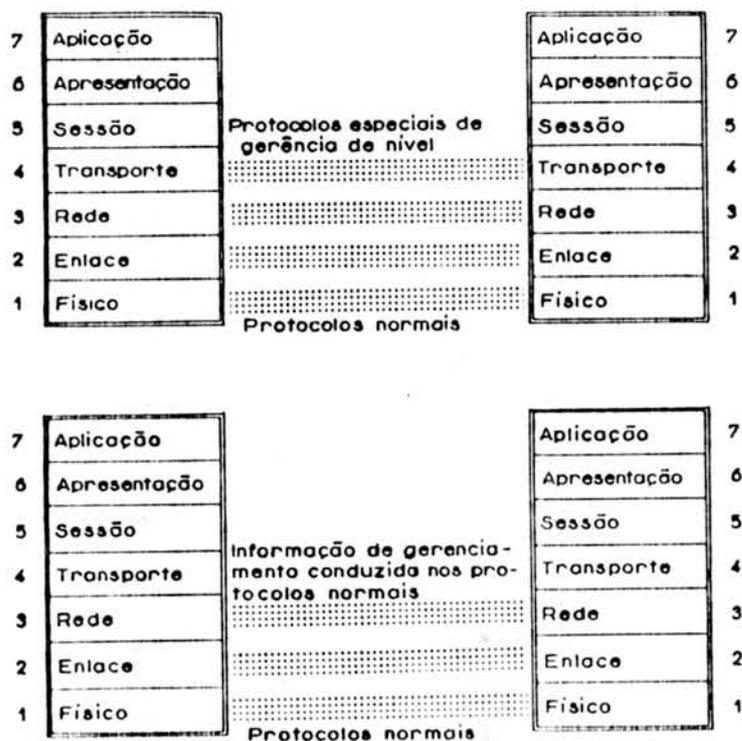 7 Aplicação Aplicação 7
6 Apresentação Apresentação 6
5 Sessão Protocolos especiais de Sessão 5
gerência de nível
4 Transporte Transporte 4
3 Rede Rede 3
2 Enlace Enlace 2
1 Físico Físico 1
Protocolos normais
7 Aplicação Aplicação 7
6 Apresentação Apresentação 6
5 Sessão Sessão 5
Informação de gerencia-
4 Transporte mento conduzida nos pro- Transporte 4
tocolos normais
3 Rede Rede 3
2 Enlace Enlace 2
1 Físico Físico 1
Protocolos normais